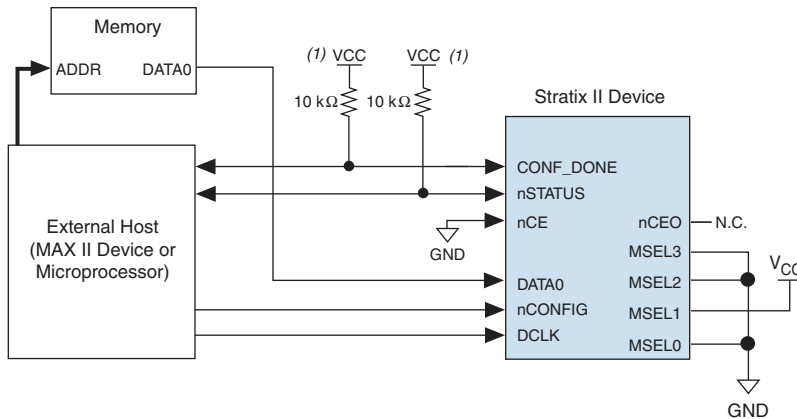 Memory
ADDR
DATA0
(1) VCC
VCC (1)
10 kΩ
10 kΩ
Stratix II Device
External Host
(MAX II Device or
Microprocessor)
CONF_DONE
nSTATUS
nCE
GND
DATA0
nCONFIG
DCLK
nCEO
N.C.
MSEL3
MSEL2
MSEL1
MSEL0
VCC
GND